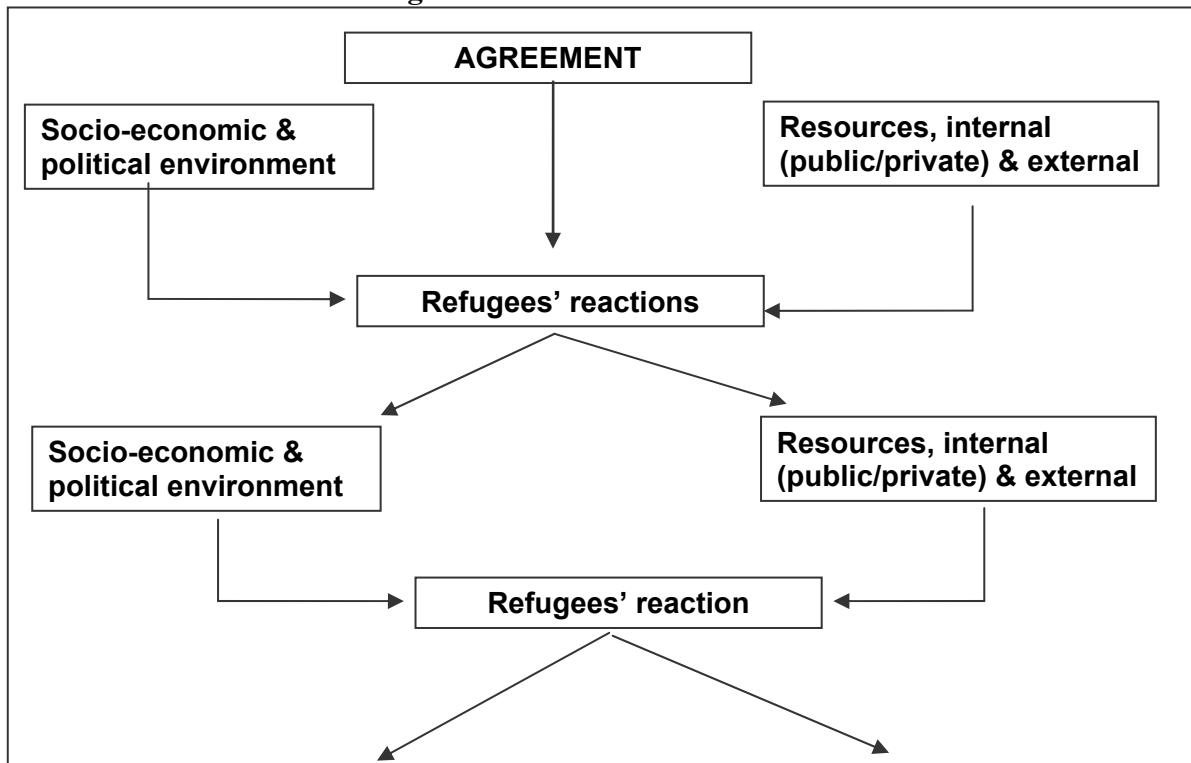 AGREEMENT
Socio-economic &
political environment
Resources, internal
(public/private) & external
Refugees’ reactions
Socio-economic &
political environment
Resources, internal
(public/private) & external
Refugees’ reaction